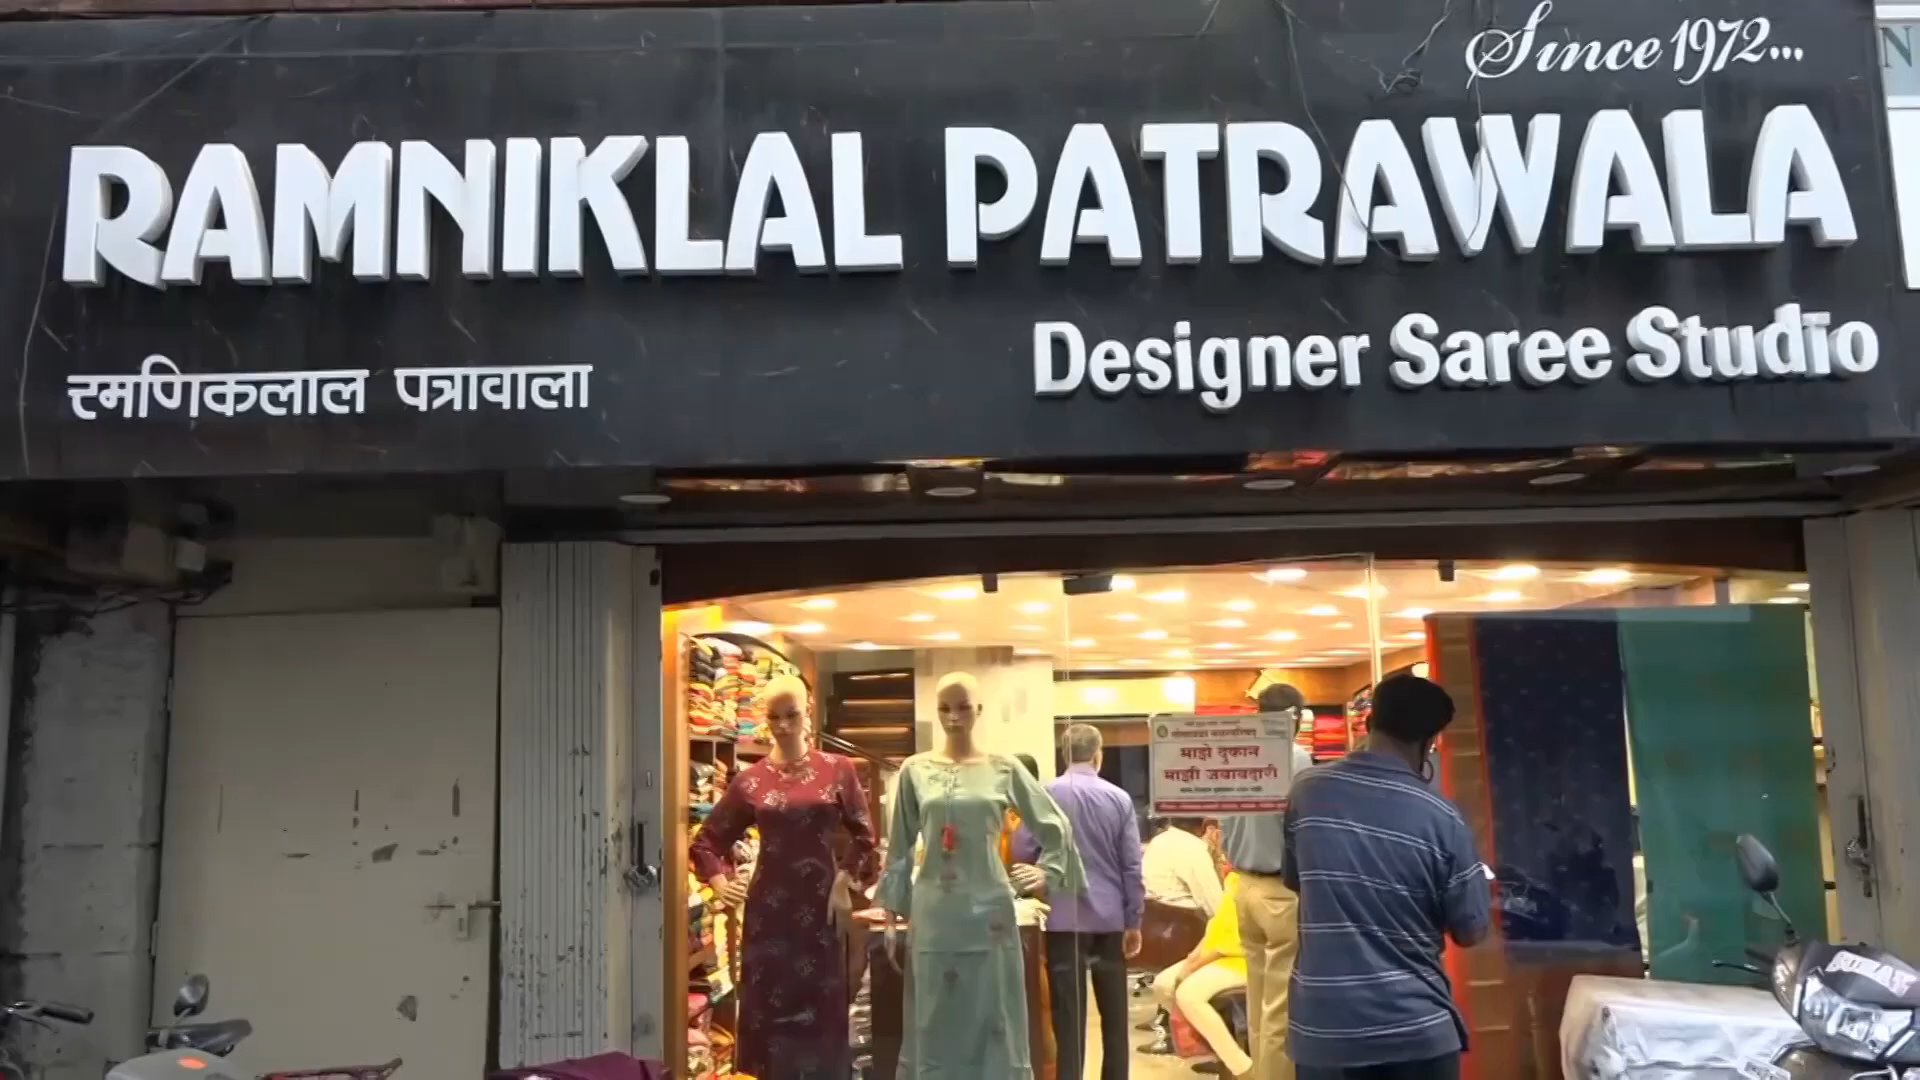 Since 1972...
RAMNIKLAL PATRAWALA
Designer Saree Studio
रमणिकलाल पत्रावाला
माझे दुकान
माझी जबाबदारी